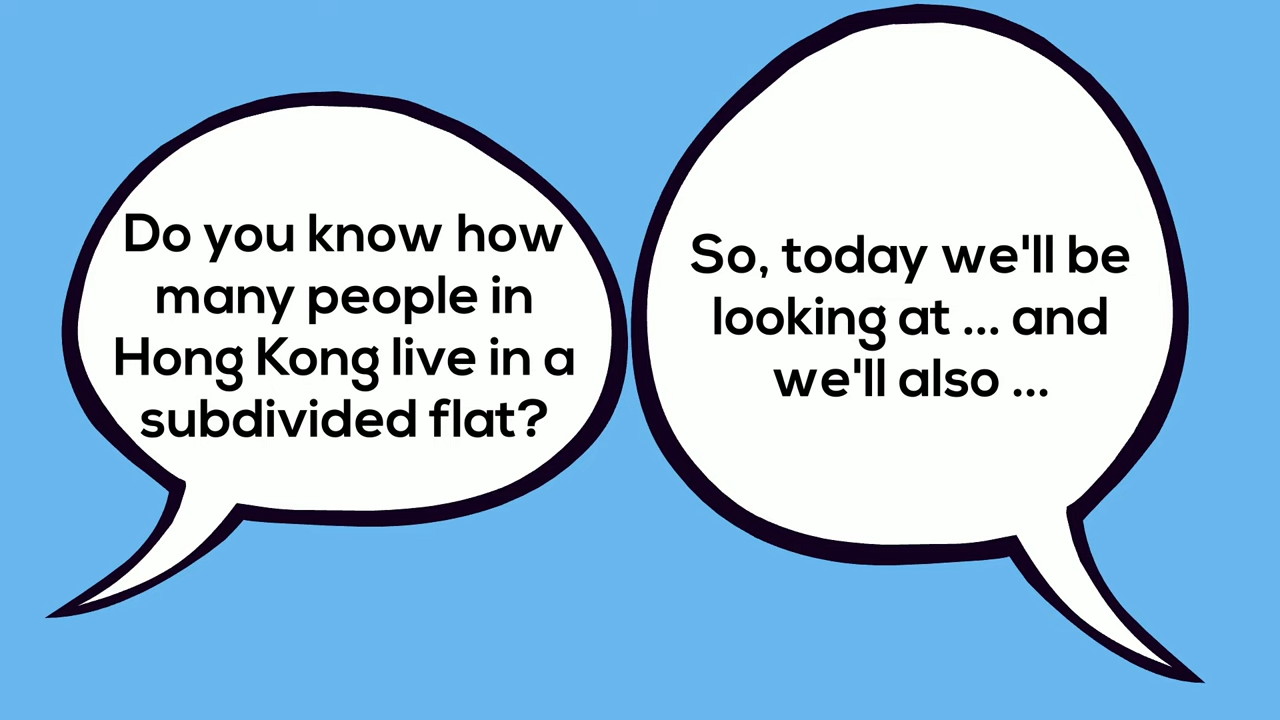 Do you know how
many people in
Hong Kong live in a
subdivided flat?
So, today we'll be
looking at ... and
we'll also ...